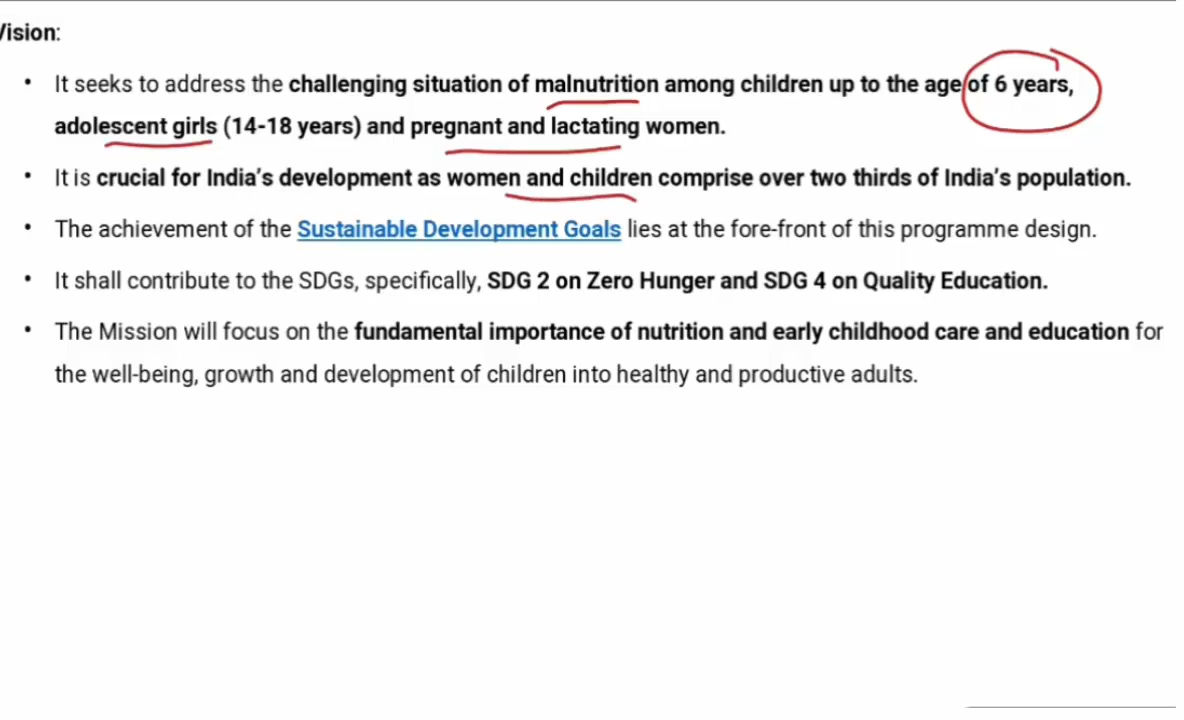 Vision:
• It seeks to address the challenging situation of malnutrition among children up to the age of 6 years,
adolescent girls (14-18 years) and pregnant and lactating women.
• It is crucial for India's development as women and children comprise over two thirds of India's population.
• The achievement of the Sustainable Development Goals lies at the fore-front of this programme design.
• It shall contribute to the SDGs, specifically, SDG 2 on Zero Hunger and SDG 4 on Quality Education.
• The Mission will focus on the fundamental importance of nutrition and early childhood care and education for
the well-being, growth and development of children into healthy and productive adults.